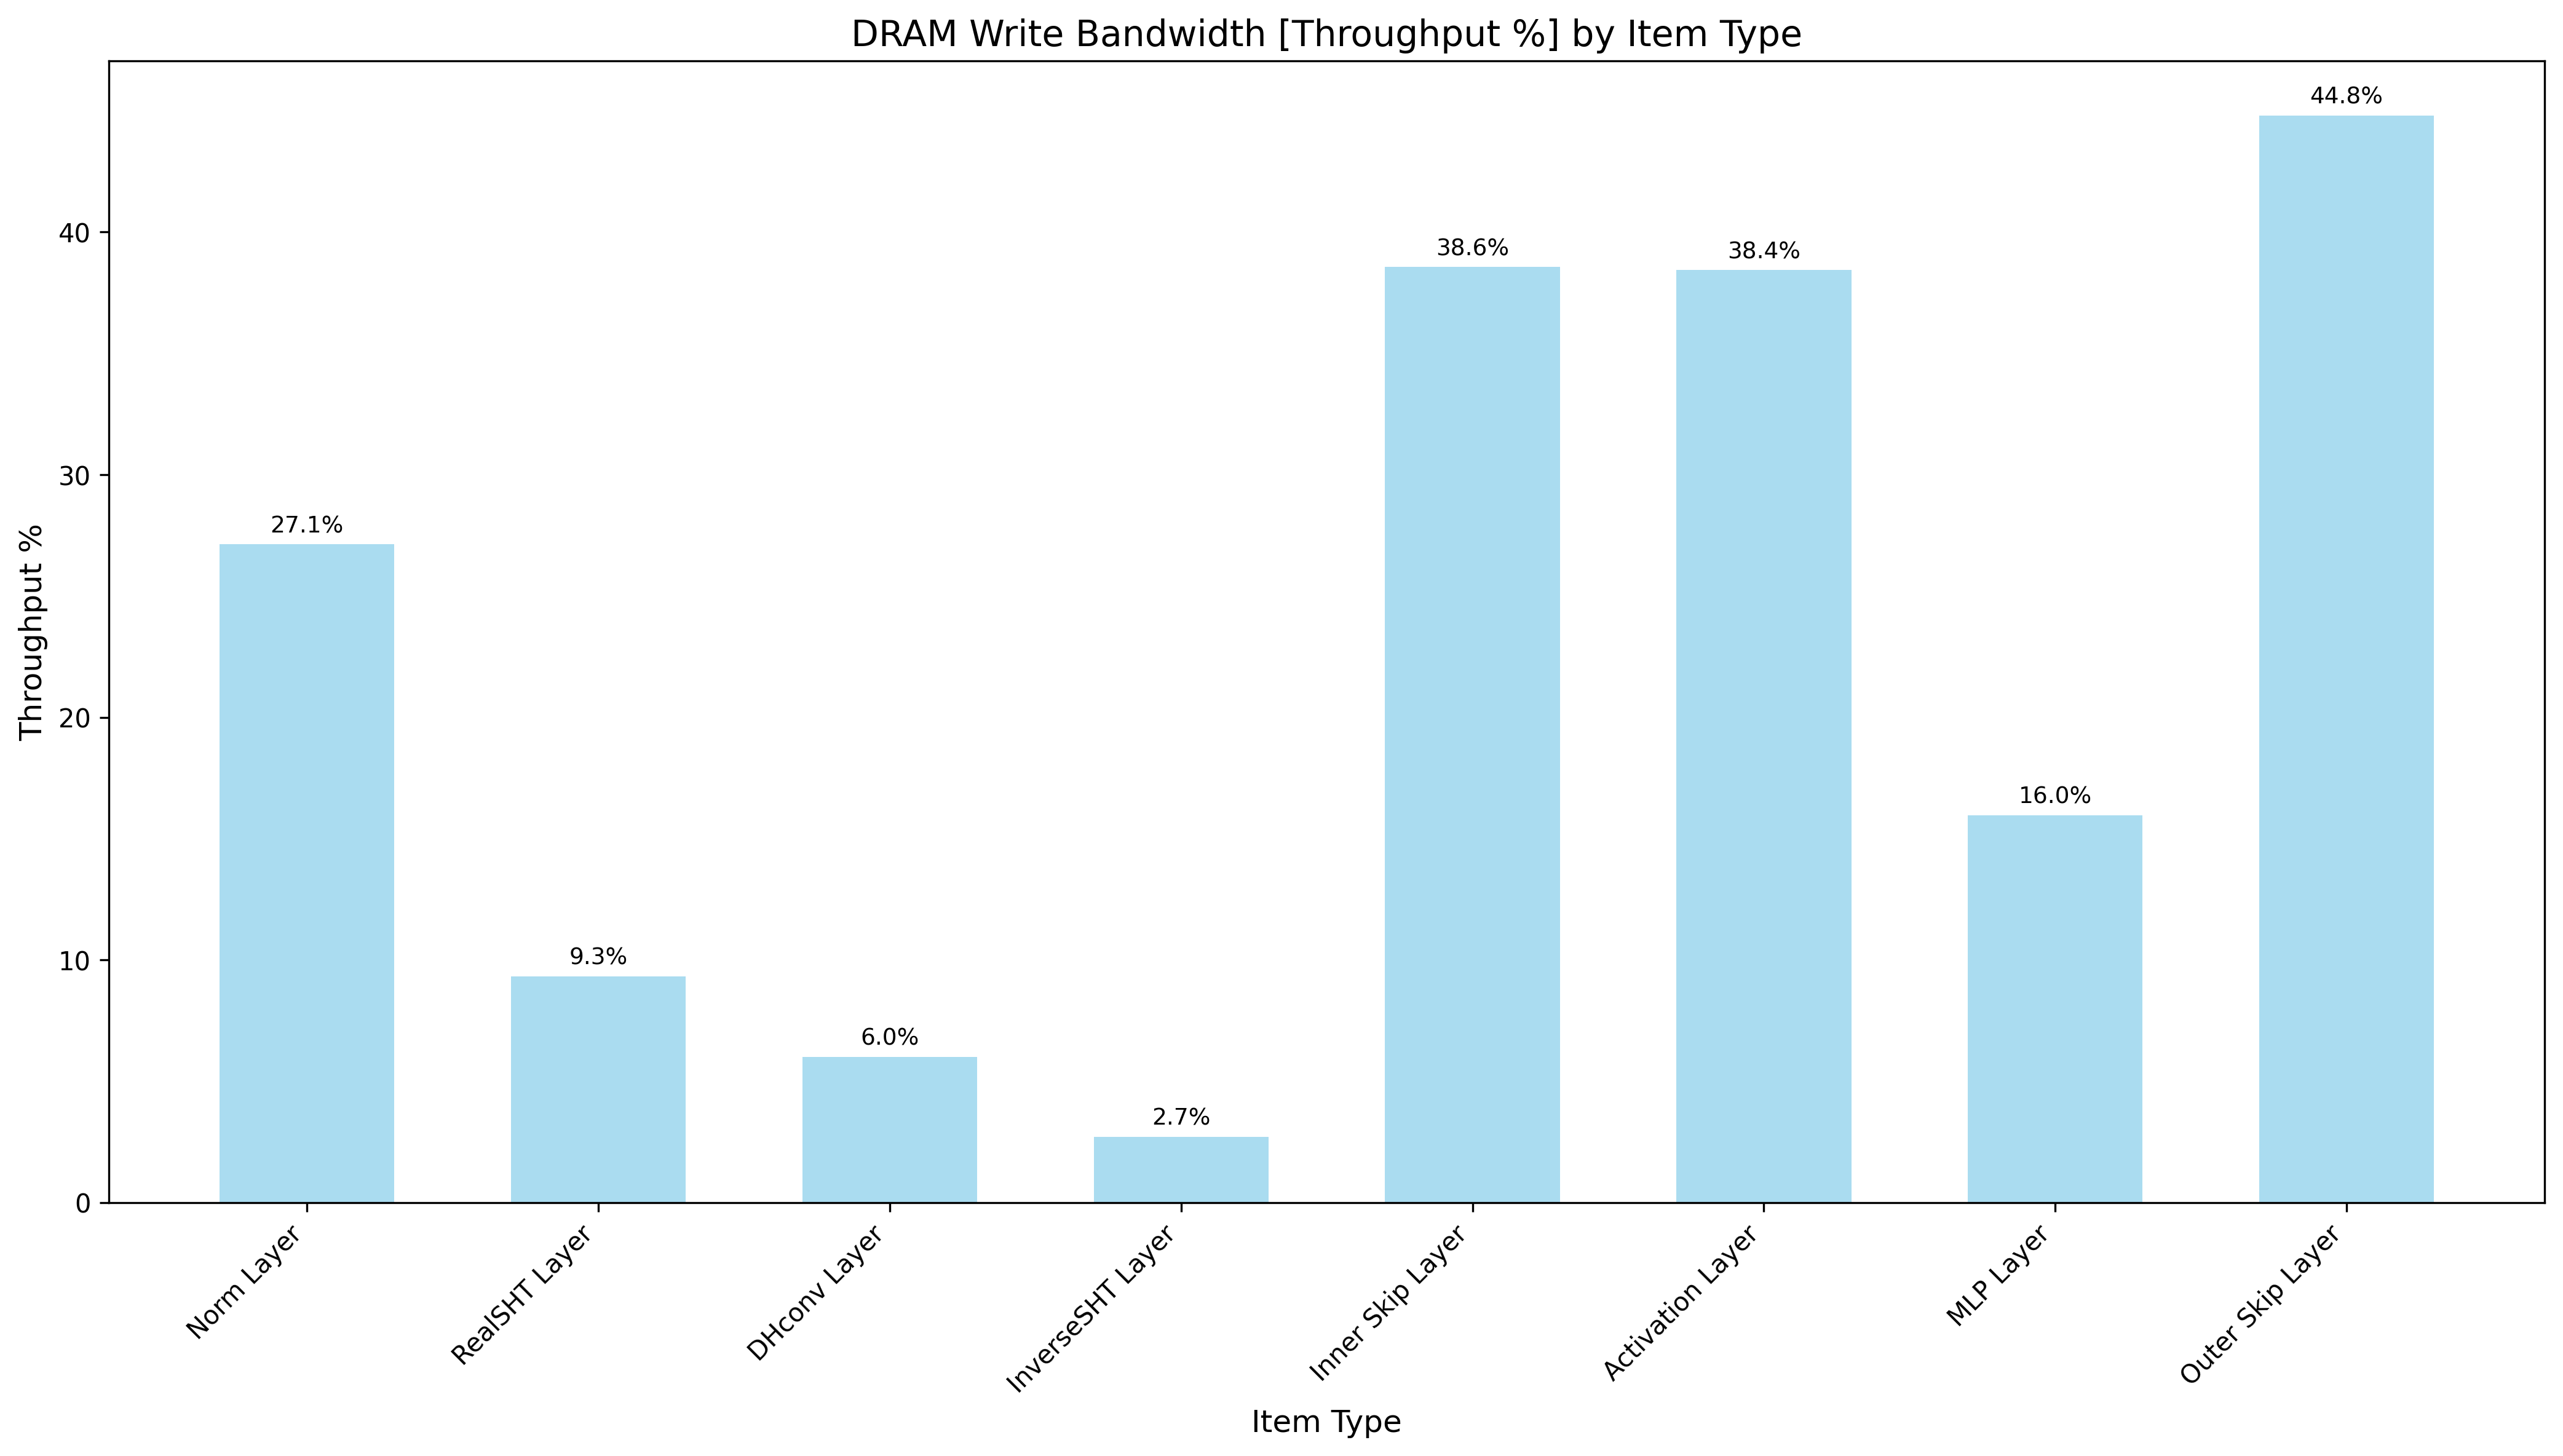 DRAM Write Bandwidth [Throughput %] by Item Type
Throughput %
40
30
20
10
0
27.1%
9.3%
6.0%
2.7%
38.6%
38.4%
16.0%
44.8%
Norm Layer
RealSHT Layer
DHconv Layer
InverseSHT Layer
Inner Skip Layer
Activation Layer
MLP Layer
Outer Skip Layer
Item Type